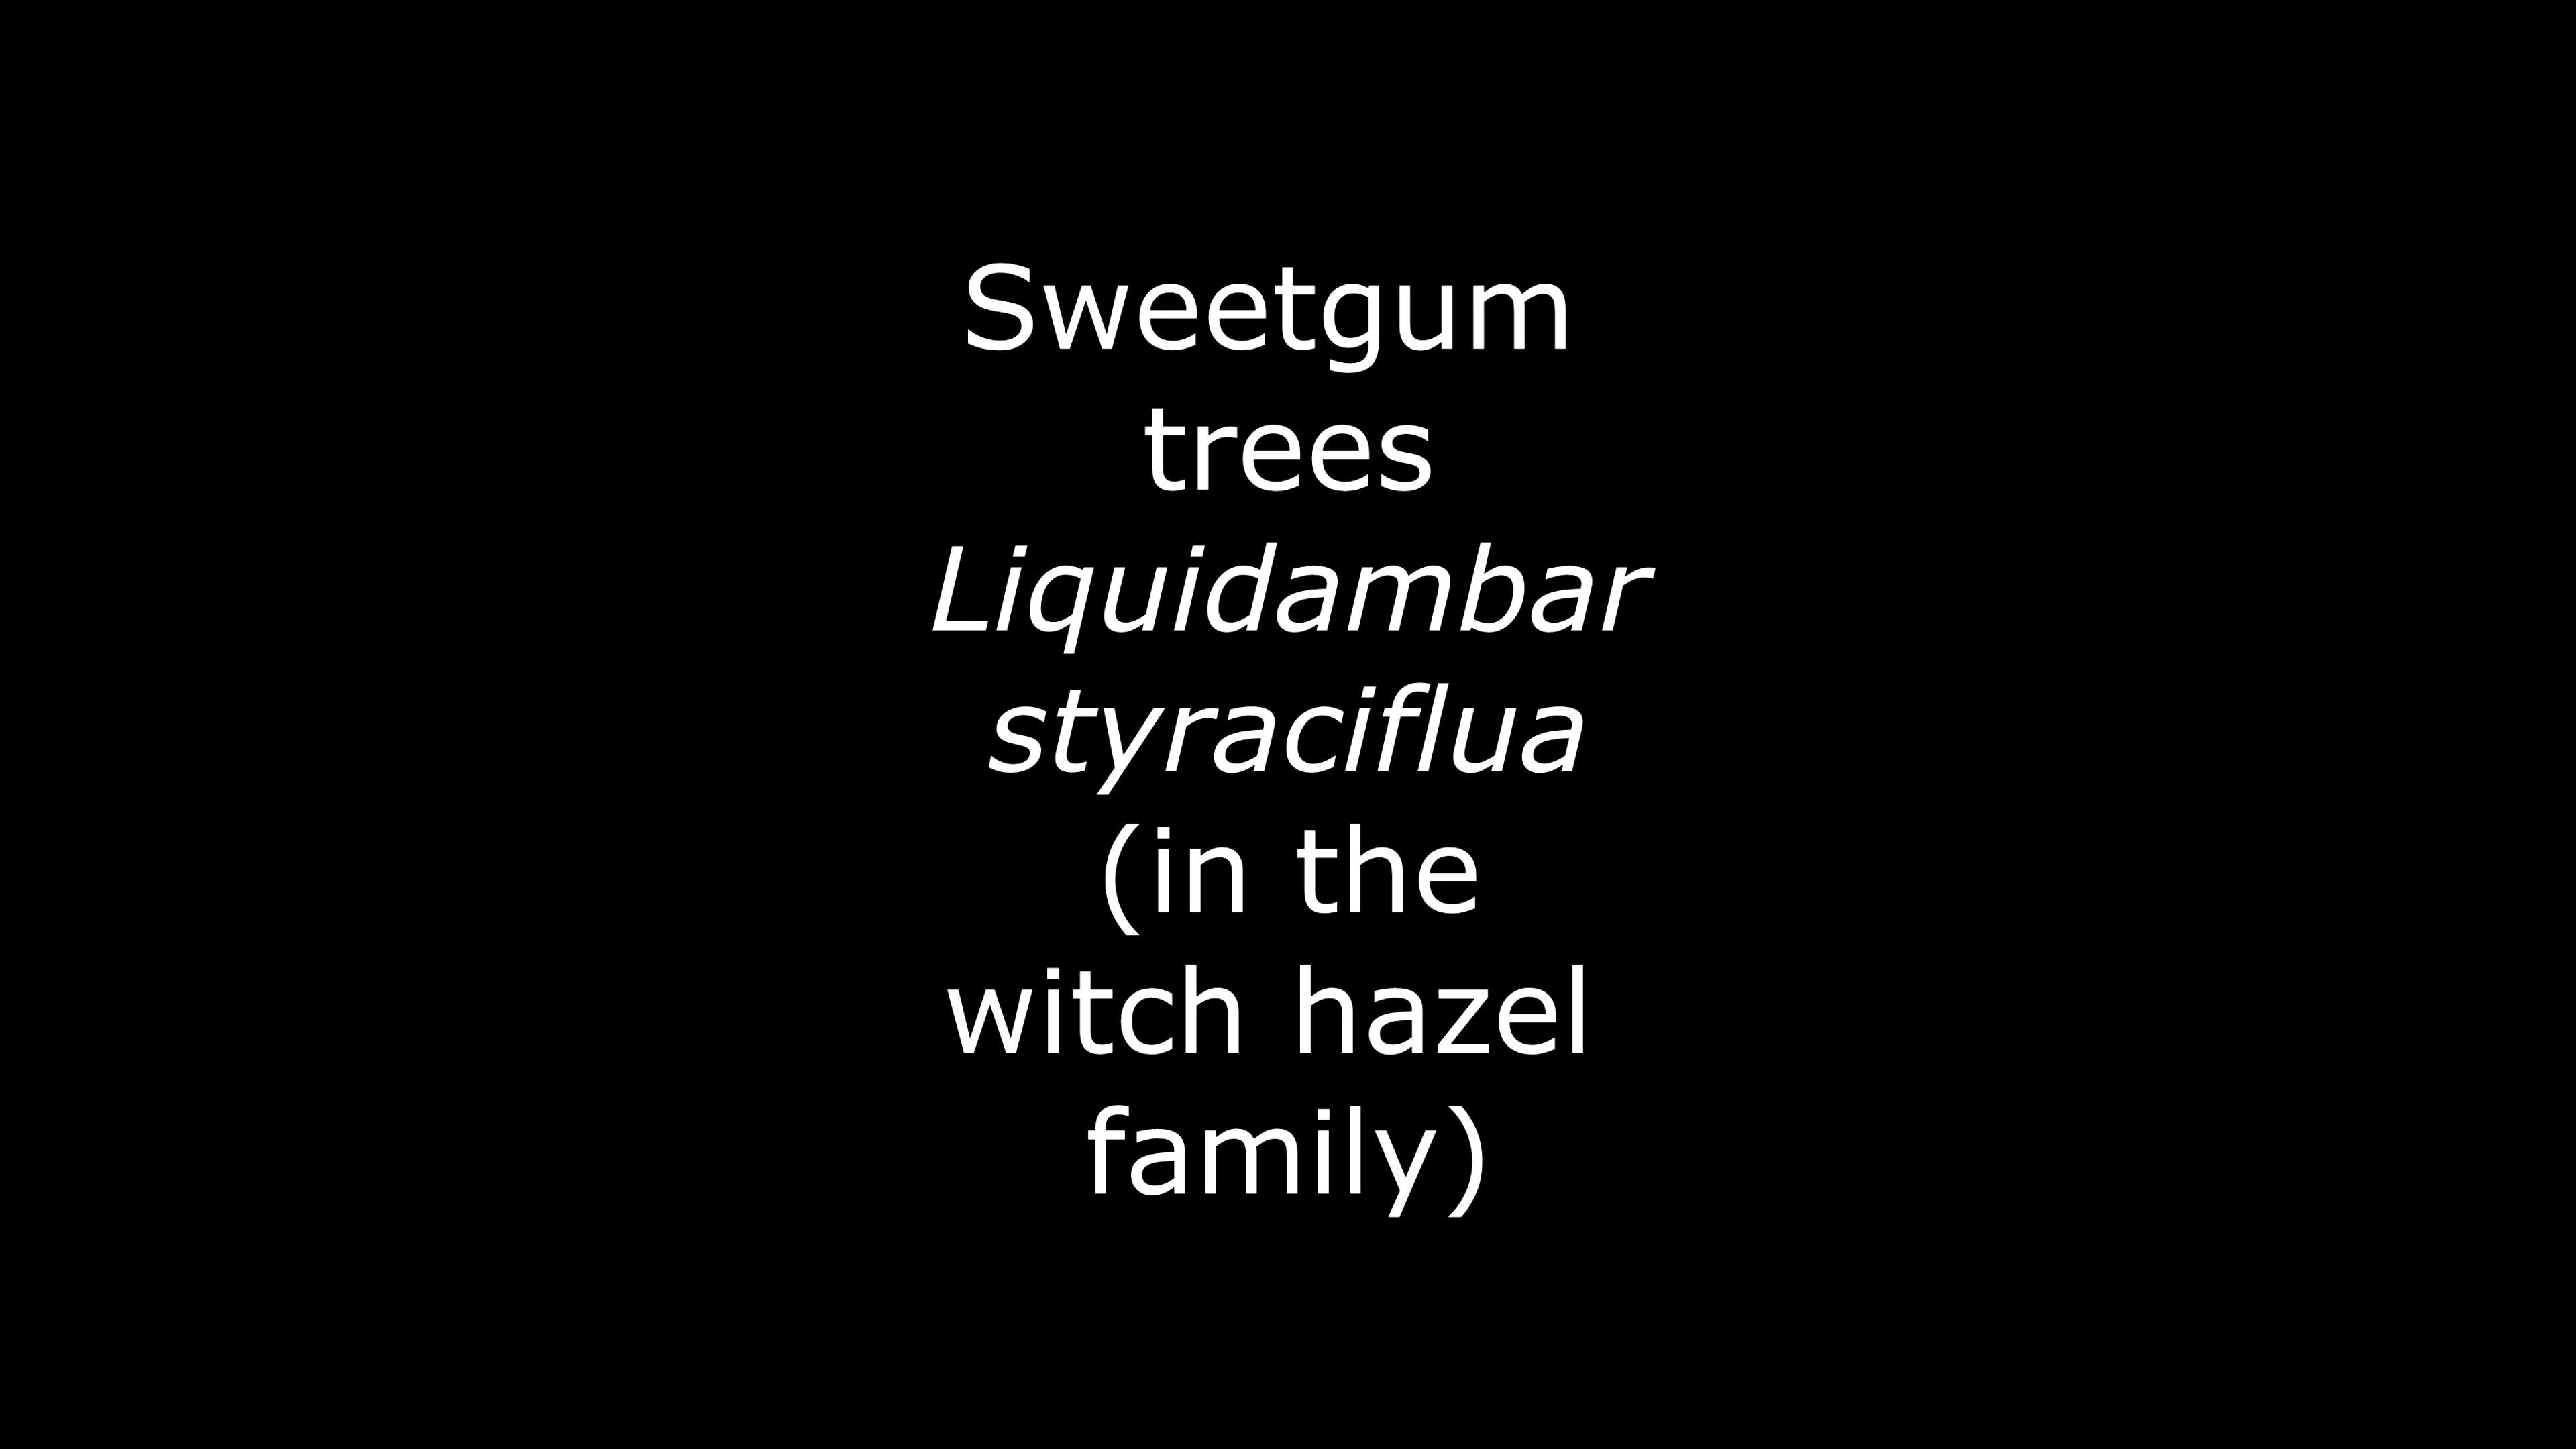 Sweetgum
trees
Liquidambar
styraciflua
(in the
witch hazel
family)